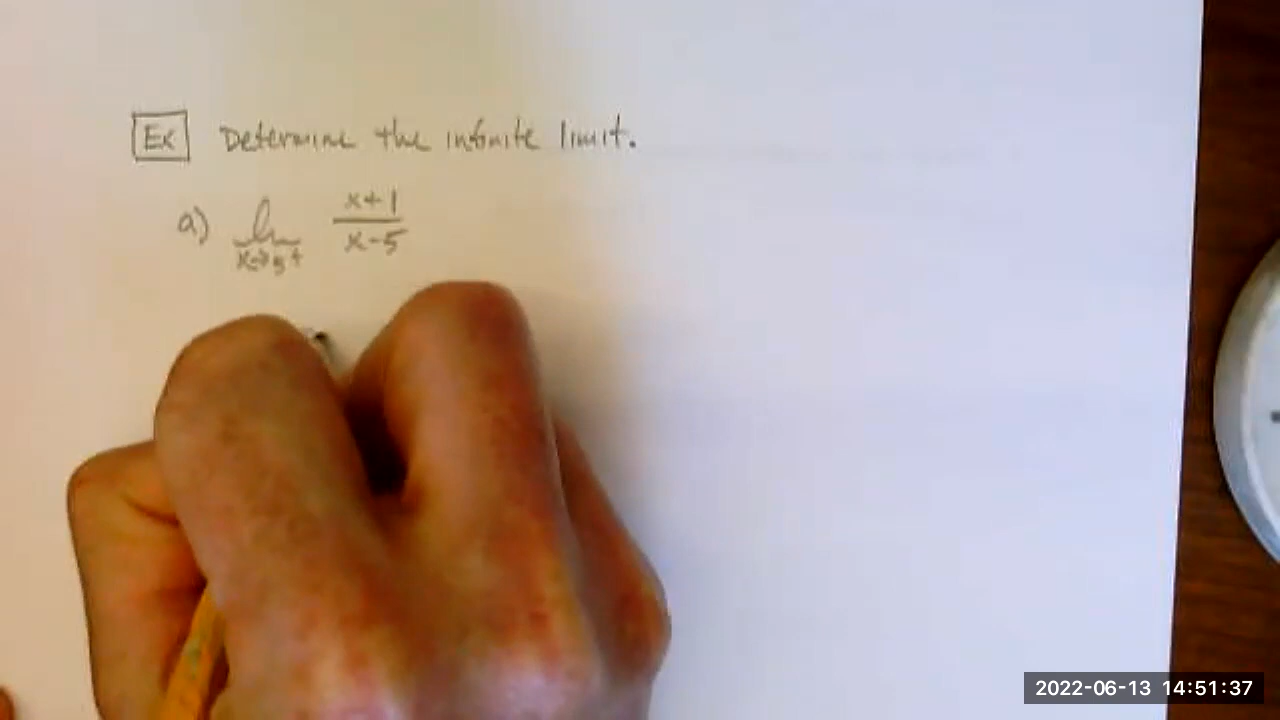 Ex Determine the infinite limit.
a) lim x→5⁺ x+1/x-5
2022-06-13 14:51:37